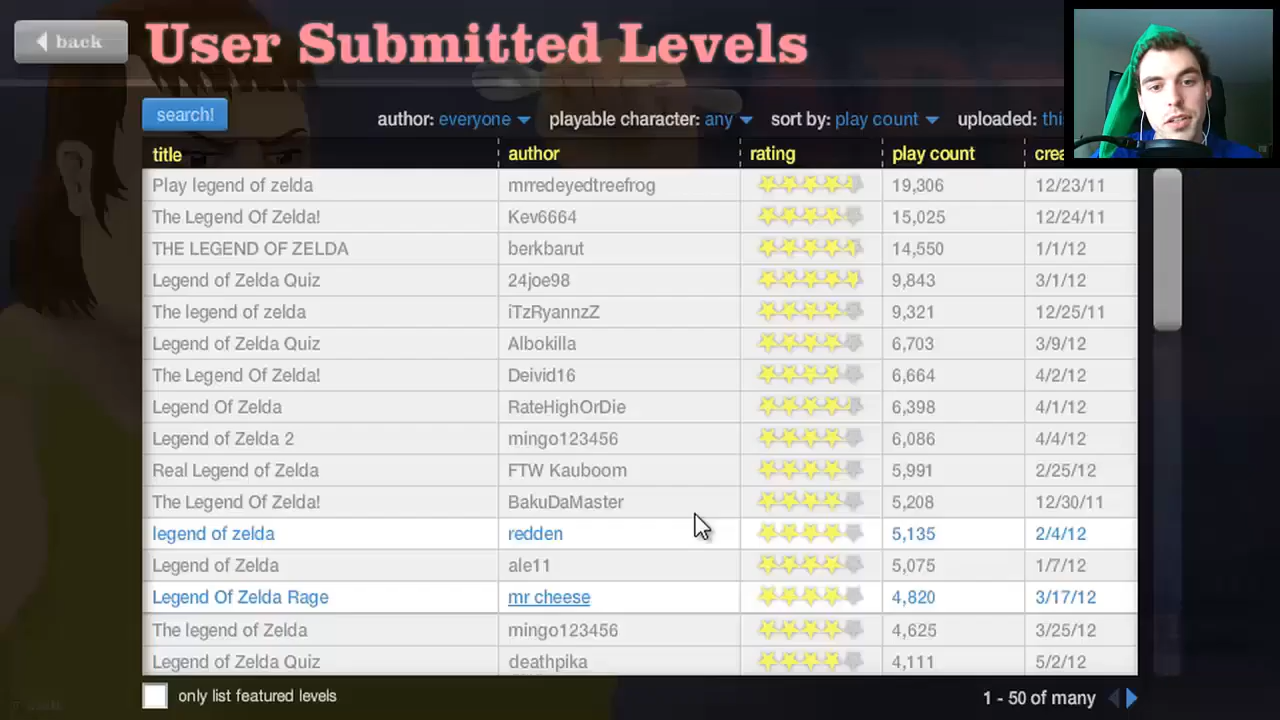 back
User Submitted Levels
search!
author: everyone playable character: any sort by: play count uploaded: thi
title author rating play count crea
Play legend of zelda mrredeyedtreefrog 19,306 12/23/11
The Legend Of Zelda! Kev6664 15,025 12/24/11
THE LEGEND OF ZELDA berkbarut 14,550 1/1/12
Legend of Zelda Quiz 24joe98 9,843 3/1/12
The legend of zelda iTzRyannzZ 9,321 12/25/11
Legend of Zelda Quiz Albokilla 6,703 3/9/12
The Legend Of Zelda! Deivid16 6,664 4/2/12
Legend Of Zelda RateHighOrDie 6,398 4/1/12
Legend of Zelda 2 mingo123456 6,086 4/4/12
Real Legend of Zelda FTW Kauboom 5,991 2/25/12
The Legend Of Zelda! BakuDaMaster 5,208 12/30/11
legend of zelda redden 5,135 2/4/12
Legend of Zelda ale11 5,075 1/7/12
Legend Of Zelda Rage mr cheese 4,820 3/17/12
The legend of Zelda mingo123456 4,625 3/25/12
Legend of Zelda Quiz deathpika 4,111 5/2/12
only list featured levels 1 - 50 of many